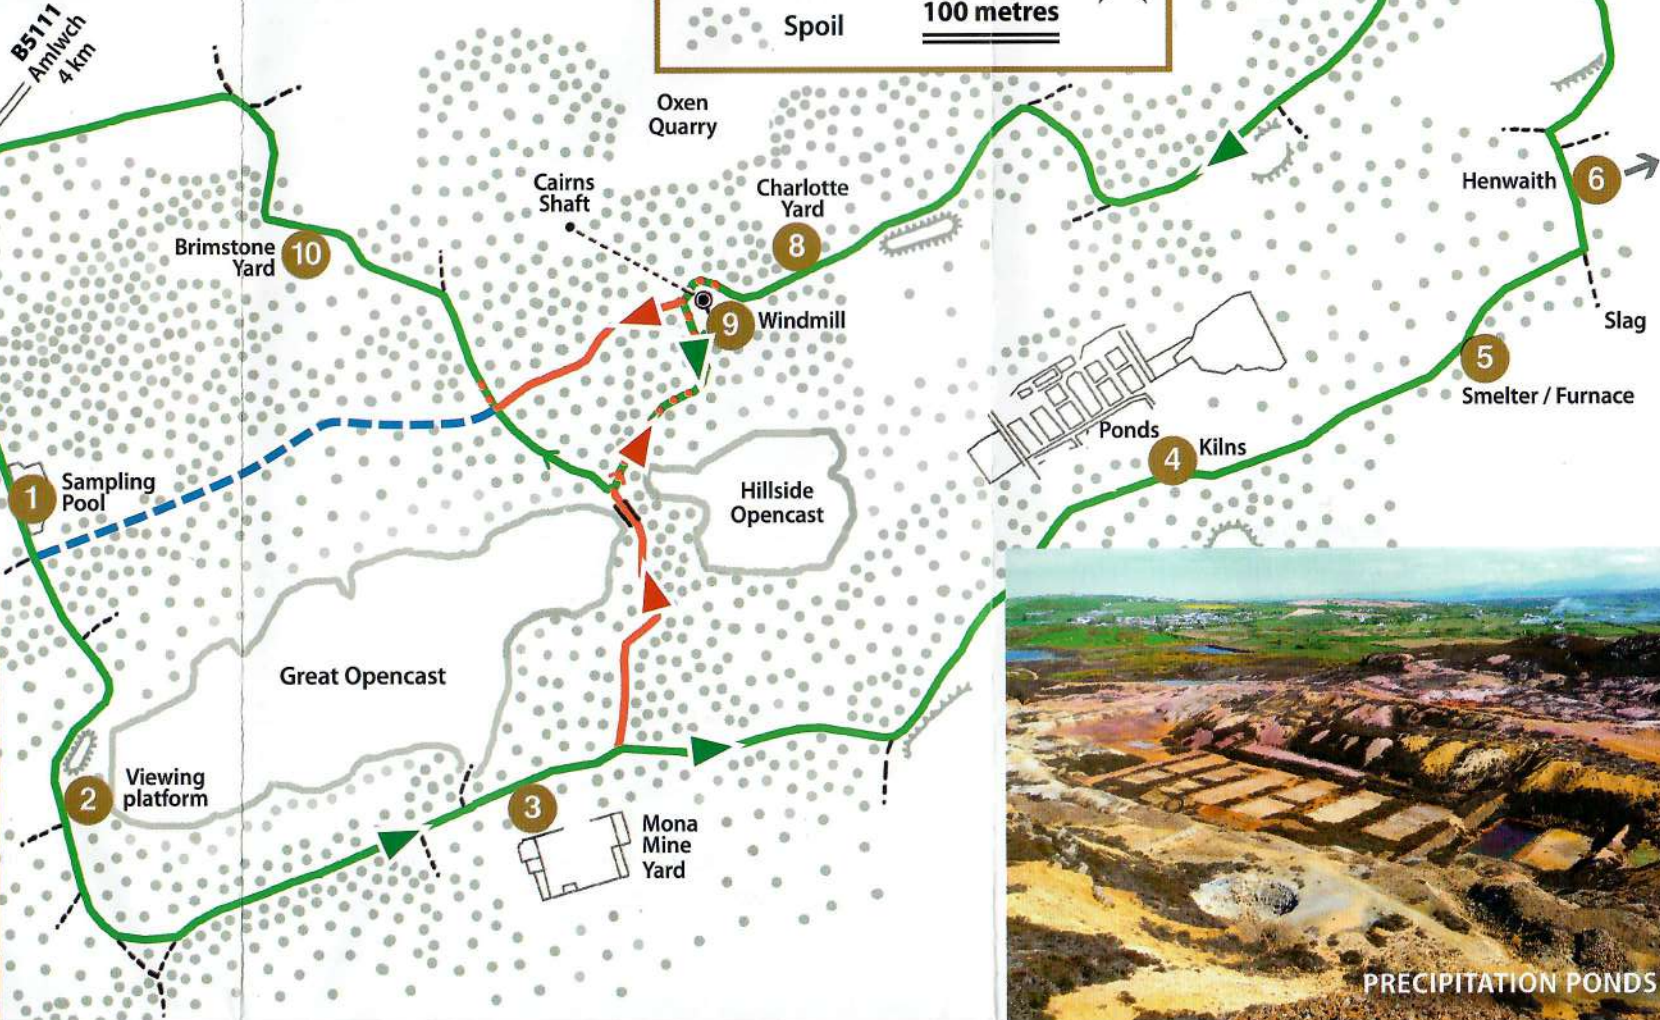 B5111
Amlwch
4 km
Spoil
100 metres
Oxen
Quarry
Cairns
Shaft
Charlotte
Yard
8
Henwaith
6
Brimstone
Yard
10
9
Windmill
Slag
5
Smelter / Furnace
Ponds
4
Kilns
1
Sampling
Pool
Hillside
Opencast
Great Opencast
2
Viewing
platform
3
Mona
Mine
Yard
PRECIPITATION PONDS